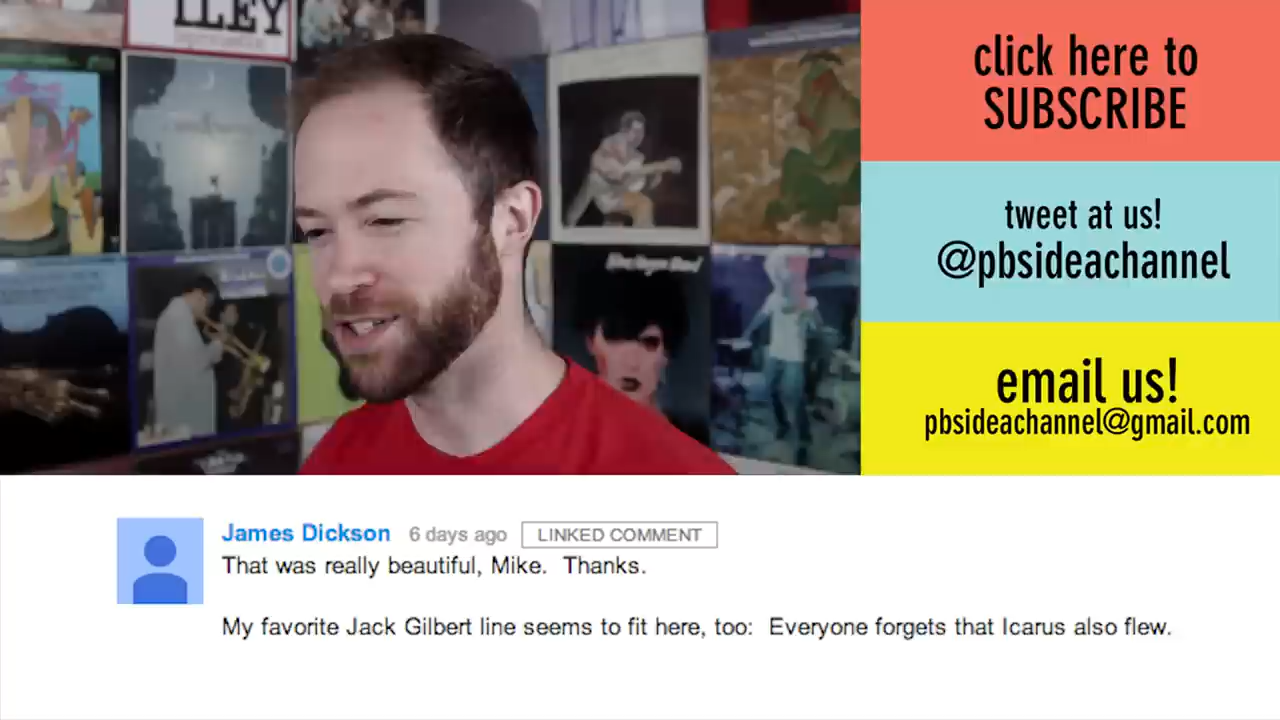 ILEY
click here to
SUBSCRIBE
tweet at us!
@pbsideachannel
email us!
pbsideachannel@gmail.com
James Dickson 6 days ago LINKED COMMENT
That was really beautiful, Mike.  Thanks.
My favorite Jack Gilbert line seems to fit here, too:  Everyone forgets that Icarus also flew.